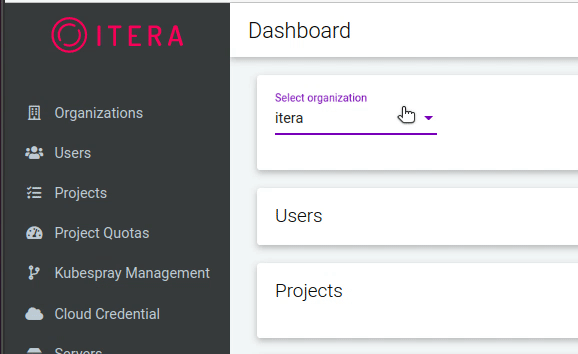 ITERA
Organizations
Users
Projects
Project Quotas
Kubespray Management
Cloud Credential
Servers
Dashboard
Select organization
itera
Users
Projects